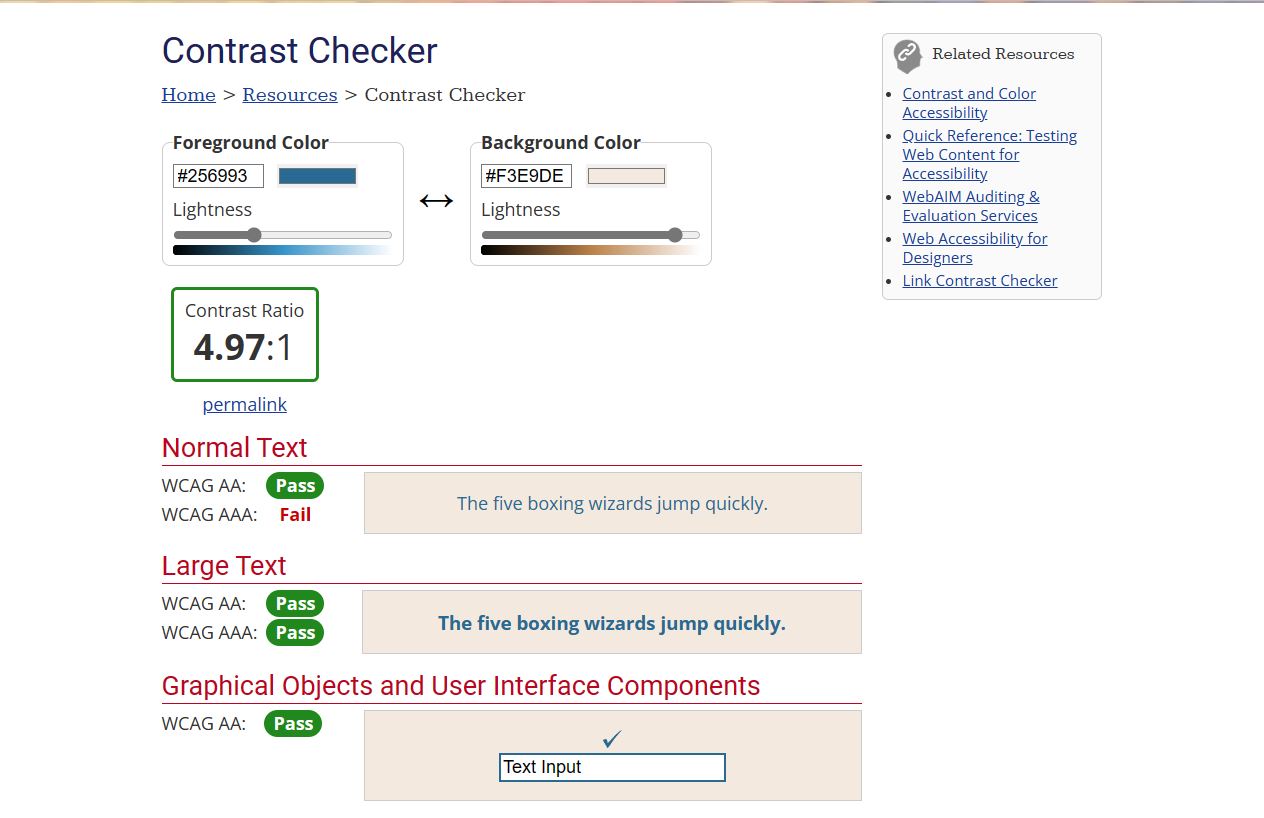 Contrast Checker
Home > Resources > Contrast Checker
Foreground Color
#256993
Lightness
Background Color
#F3E9DE
Lightness
Contrast Ratio
4.97:1
permalink
Normal Text
WCAG AA: Pass
WCAG AAA: Fail
The five boxing wizards jump quickly.
Large Text
WCAG AA: Pass
WCAG AAA: Pass
The five boxing wizards jump quickly.
Graphical Objects and User Interface Components
WCAG AA: Pass
Text Input
Related Resources
Contrast and Color
Accessibility
Quick Reference: Testing
Web Content for
Accessibility
WebAIM Auditing &
Evaluation Services
Web Accessibility for
Designers
Link Contrast Checker